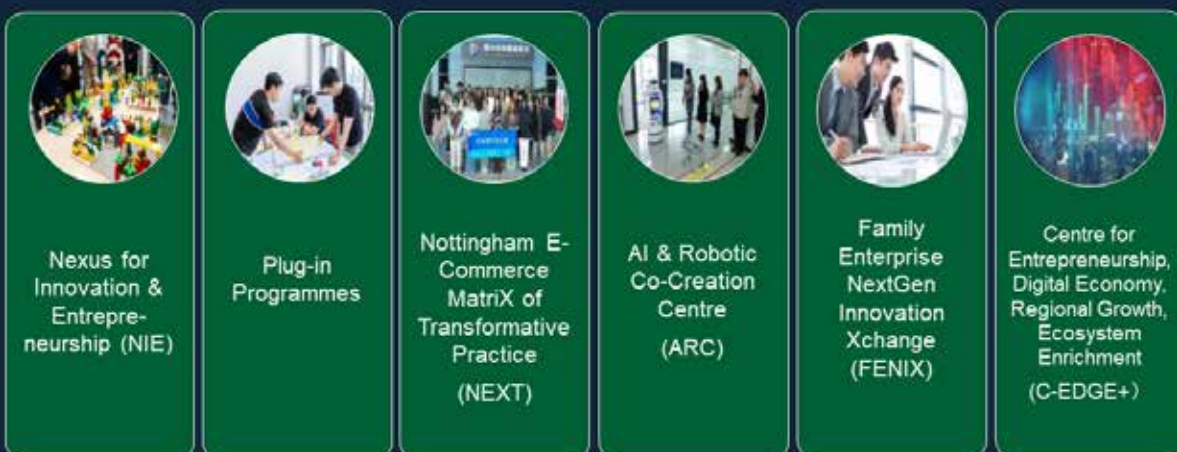 Nexus for
Innovation &
Entrepre-
neurship (NIE)
Plug-in
Programmes
Nottingham E-
Commerce
MatriX of
Transformative
Practice
(NEXT)
AI & Robotic
Co-Creation
Centre
(ARC)
Family
Enterprise
NextGen
Innovation
Xchange
(FENIX)
Centre for
Entrepreneurship,
Digital Economy,
Regional Growth,
Ecosystem
Enrichment
(C-EDGE+）